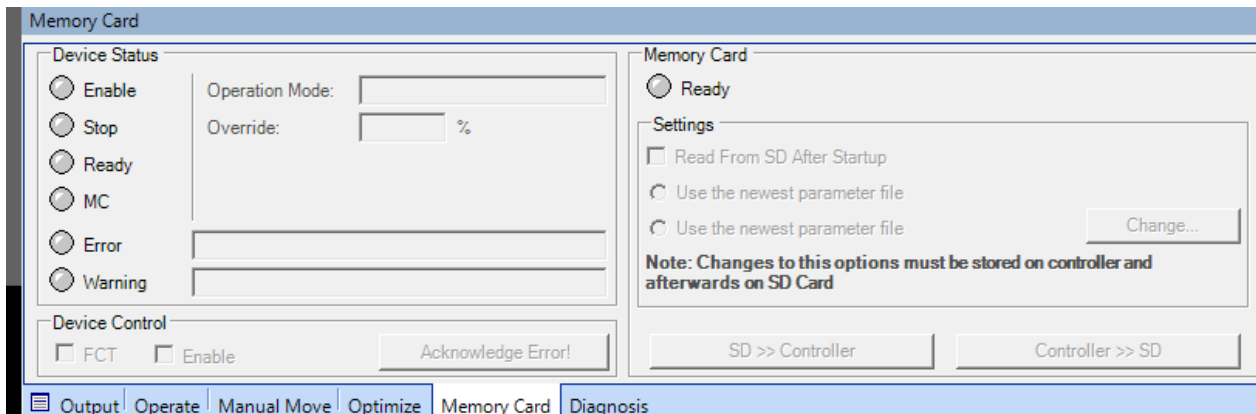 Memory Card
Device Status
Enable
Operation Mode:
Stop
Override:
%
Ready
MC
Error
Warning
Device Control
FCT
Enable
Acknowledge Error!
Memory Card
Ready
Settings
Read From SD After Startup
Use the newest parameter file
Use the newest parameter file
Change...
Note: Changes to this options must be stored on controller and
afterwards on SD Card
SD >> Controller
Controller >> SD
Output
Operate
Manual Move
Optimize
Memory Card
Diagnosis